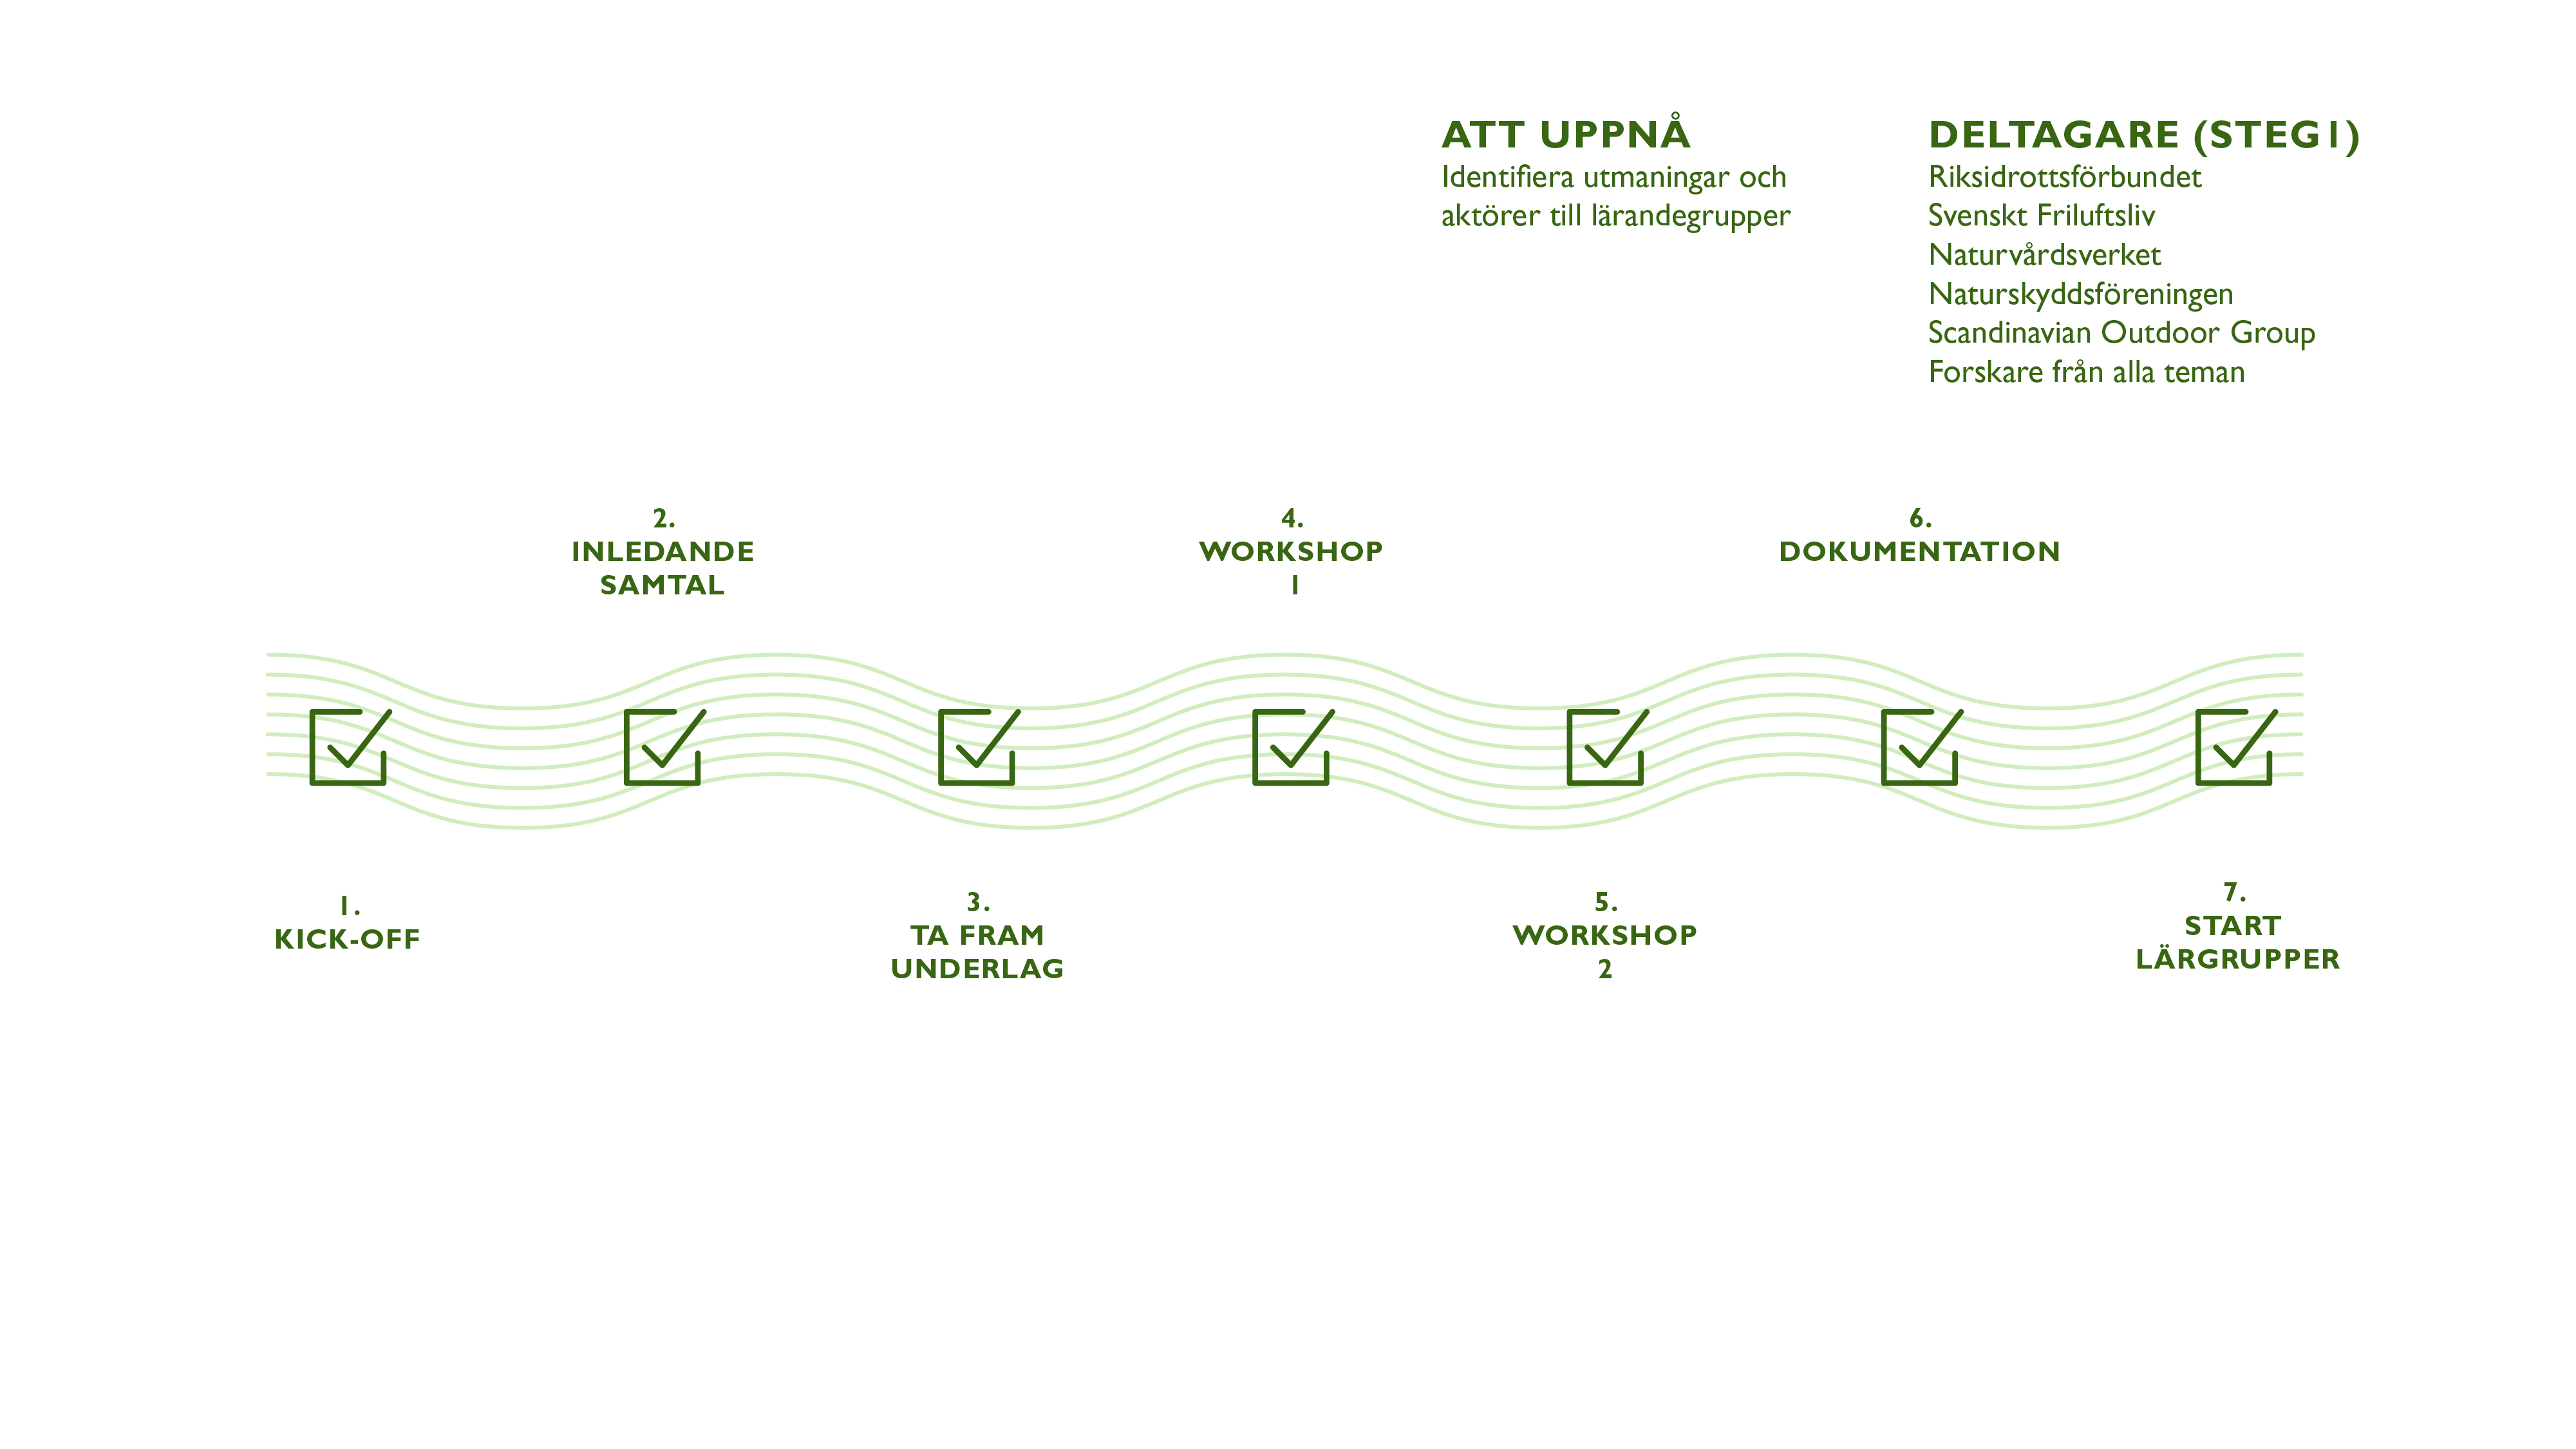 ATT UPPNÅ
Identifiera utmaningar och
aktörer till lärandegrupper
DELTAGARE (STEG1)
Riksidrottsförbundet
Svenskt Friluftsliv
Naturvårdsverket
Naturskyddsföreningen
Scandinavian Outdoor Group
Forskare från alla teman
1.
KICK-OFF
2.
INLEDANDE
SAMTAL
3.
TA FRAM
UNDERLAG
4.
WORKSHOP
1
5.
WORKSHOP
2
6.
DOKUMENTATION
7.
START
LÄRGRUPPER